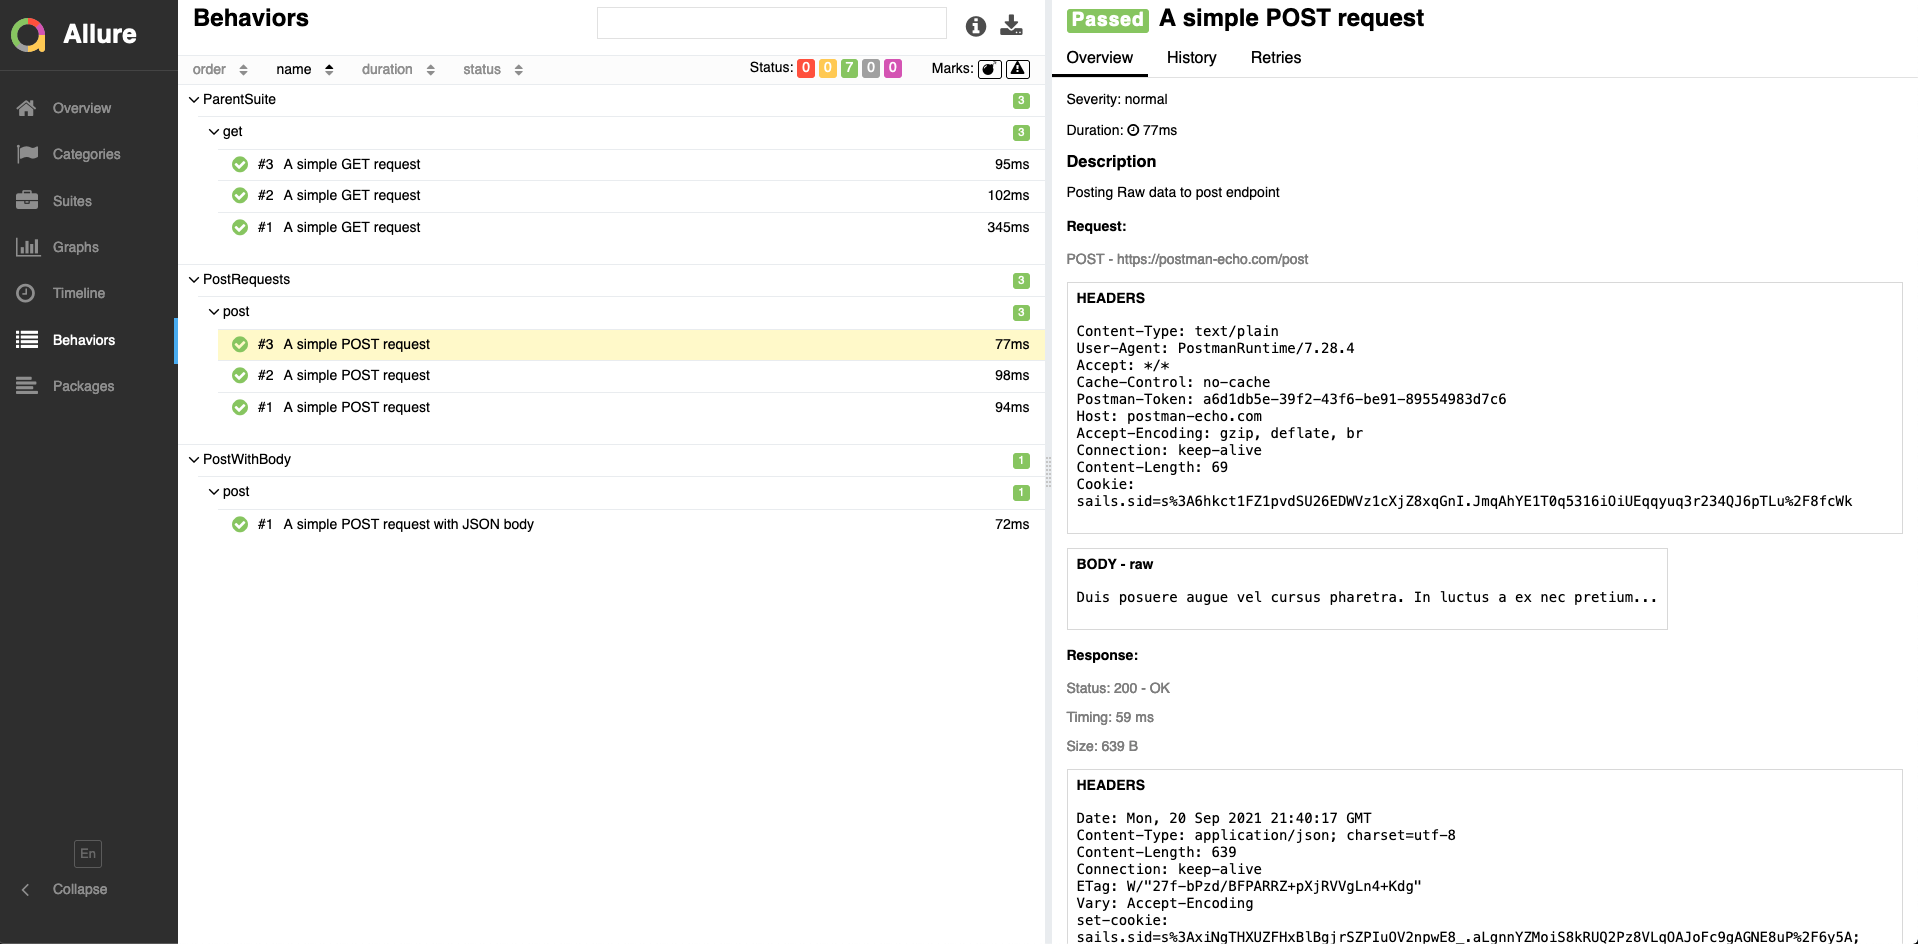 Allure
Overview
Categories
Suites
Graphs
Timeline
Behaviors
Packages
En
Collapse
Behaviors
order name duration status Status: 0 0 7 0 0 Marks:
ParentSuite 3
get 3
#3 A simple GET request 95ms
#2 A simple GET request 102ms
#1 A simple GET request 345ms
PostRequests 3
post 3
#3 A simple POST request 77ms
#2 A simple POST request 98ms
#1 A simple POST request 94ms
PostWithBody 1
post 1
#1 A simple POST request with JSON body 72ms
Passed A simple POST request
Overview History Retries
Severity: normal
Duration: 77ms
Description
Posting Raw data to post endpoint
Request:
POST - https://postman-echo.com/post
HEADERS
Content-Type: text/plain
User-Agent: PostmanRuntime/7.28.4
Accept: */*
Cache-Control: no-cache
Postman-Token: a6d1db5e-39f2-43f6-be91-89554983d7c6
Host: postman-echo.com
Accept-Encoding: gzip, deflate, br
Connection: keep-alive
Content-Length: 69
Cookie:
sails.sid=s%3A6hkct1FZ1pvdSU26EDWVz1cXjZ8xqGnI.JmqAhYE1T0q5316iOiUEqqyuq3r234QJ6pTLu%2F8fcWk
BODY - raw
Duis posuere augue vel cursus pharetra. In luctus a ex nec pretium...
Response:
Status: 200 - OK
Timing: 59 ms
Size: 639 B
HEADERS
Date: Mon, 20 Sep 2021 21:40:17 GMT
Content-Type: application/json; charset=utf-8
Content-Length: 639
Connection: keep-alive
ETag: W/"27f-bPzd/BFPARRZ+pXjRVVgLn4+Kdg"
Vary: Accept-Encoding
set-cookie:
sails.sid=s%3AxiNgTHXUZFHxBlBgjrSZPIuOV2npwE8_.aLgnnYZMoiS8kRUQ2Pz8VLqOAJoFc9gAGNE8uP%2F6y5A;